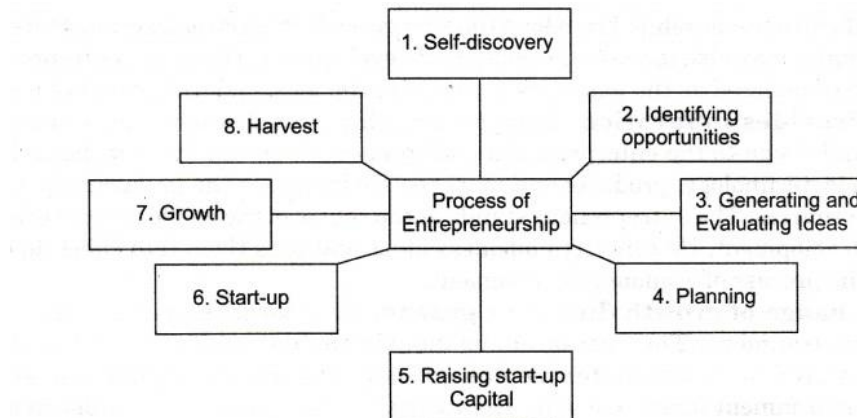 1. Self-discovery
2. Identifying
opportunities
3. Generating and
Evaluating Ideas
4. Planning
5. Raising start-up
Capital
6. Start-up
7. Growth
8. Harvest
Process of
Entrepreneurship